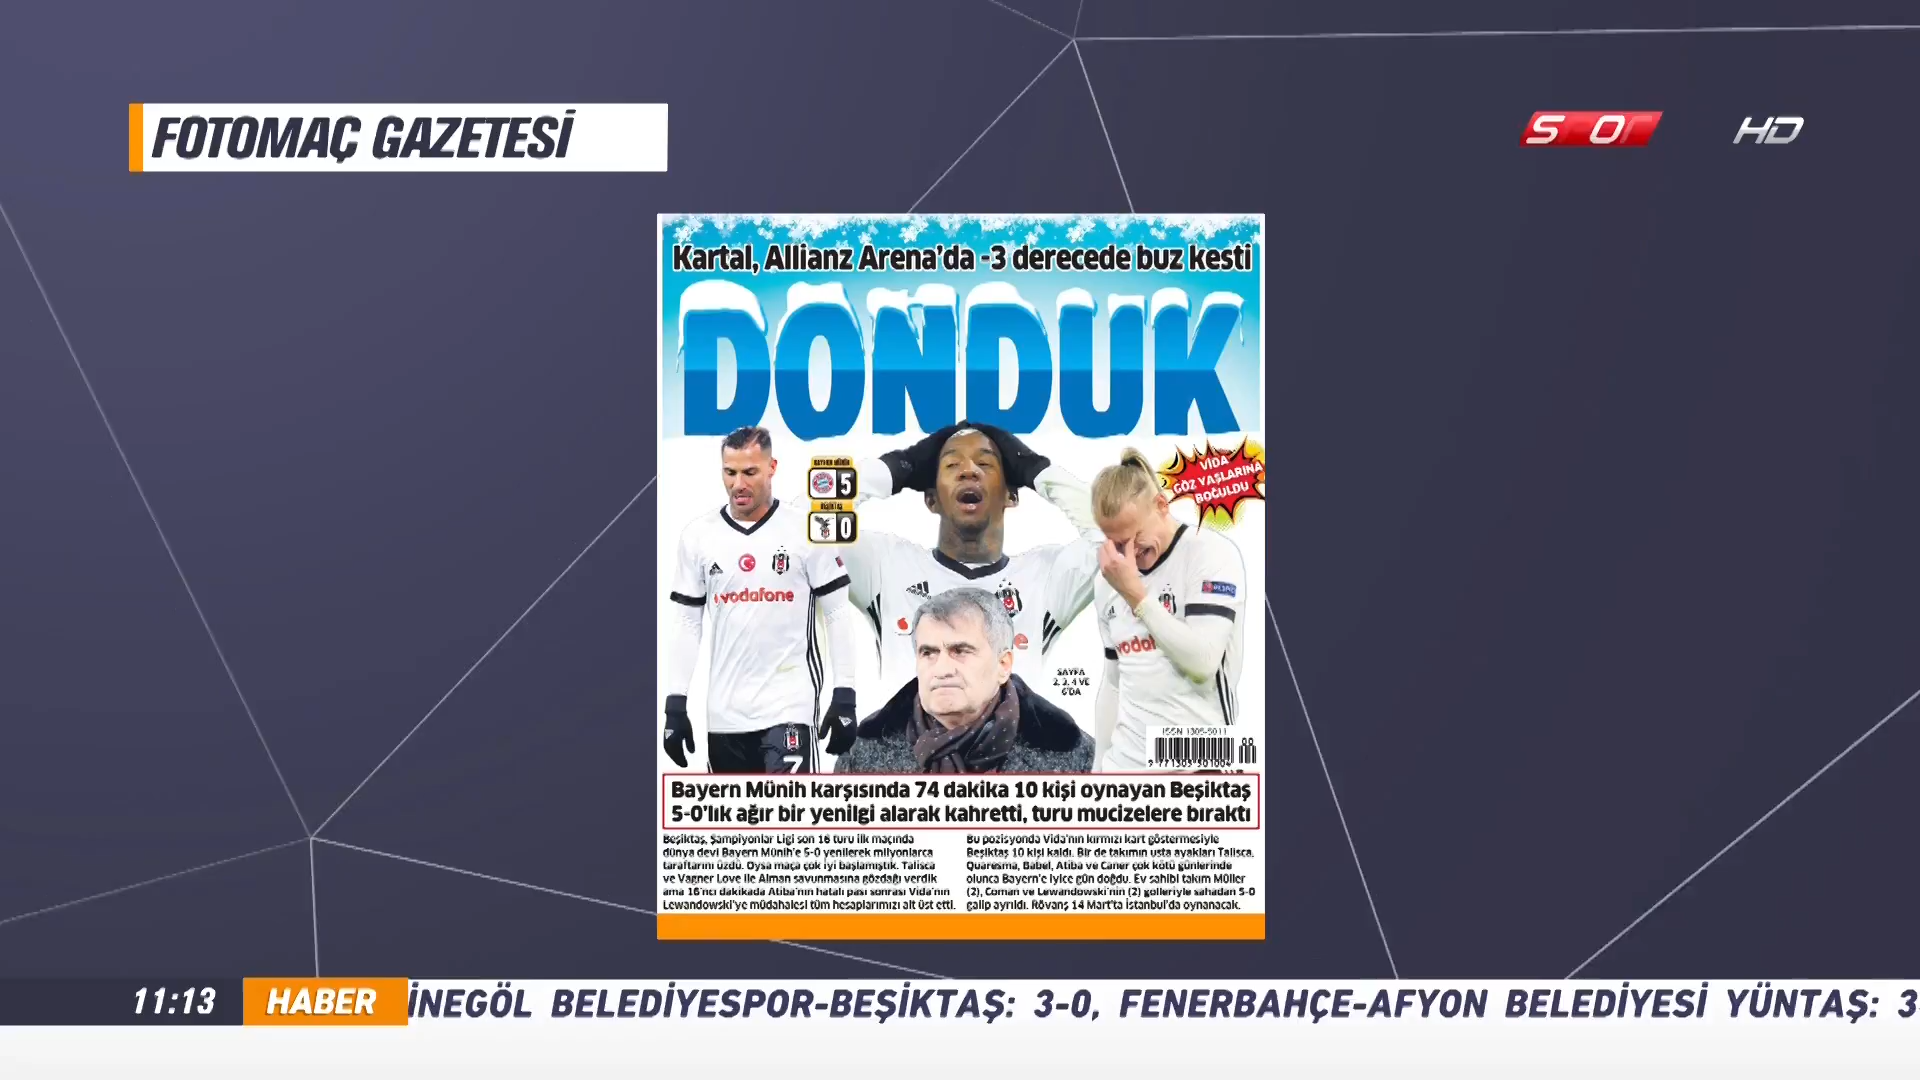 FOTOMAÇ GAZETESİ
HD
Kartal, Allianz Arena'da -3 derecede buz kesti
DONDUK
VİDA
GÖZ YAŞLARINA
BOĞULDU
BAYERN MÜNİH
5
BEŞİKTAŞ
0
vodafone
SAYFA
2, 3, 4 VE
6'DA
ISSN 1305-5011
7
Bayern Münih karşısında 74 dakika 10 kişi oynayan Beşiktaş
5-0'lık ağır bir yenilgi alarak kahretti, turu mucizelere bıraktı
Beşiktaş, Şampiyonlar Ligi son 16 turu ilk maçında
dünya devi Bayern Münih'e 5-0 yenilerek milyonlarca
taraftarını üzdü. Oysa maça çok iyi başlamıştık. Talisca
ve Vagner Love ile Alman savunmasına gözdağı verdik
ama 16'ncı dakikada Atiba'nın hatalı pası sonrası Vida'nın
Lewandowski'ye müdahalesi tüm hesaplarımızı alt üst etti.
Bu pozisyonda Vida'nın kırmızı kart göstermesiyle
Beşiktaş 10 kişi kaldı. Bir de takımın usta ayakları Talisca,
Quaresma, Babel, Atiba ve Caner çok kötü günlerinde
olunca Bayern'e iyice gün doğdu. Ev sahibi takım Müller
(2), Coman ve Lewandowski'nin (2) golleriyle sahadan 5-0
galip ayrıldı. Rövanş 14 Mart'ta İstanbul'da oynanacak.
11:13
HABER
İNEGÖL BELEDİYESPOR-BEŞİKTAŞ: 3-0, FENERBAHÇE-AFYON BELEDİYESİ YÜNTAŞ: 3